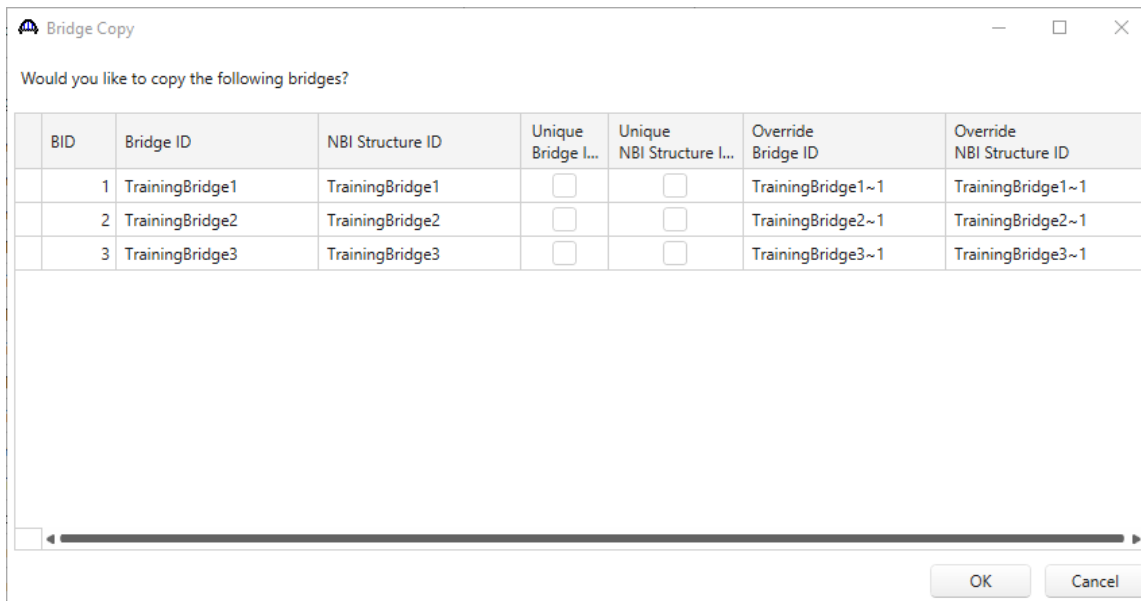 Bridge Copy
Would you like to copy the following bridges?
BID Bridge ID NBI Structure ID Unique Bridge I... Unique NBI Structure I... Override Bridge ID Override NBI Structure ID
1 TrainingBridge1 TrainingBridge1 TrainingBridge1~1 TrainingBridge1~1
2 TrainingBridge2 TrainingBridge2 TrainingBridge2~1 TrainingBridge2~1
3 TrainingBridge3 TrainingBridge3 TrainingBridge3~1 TrainingBridge3~1
OK Cancel